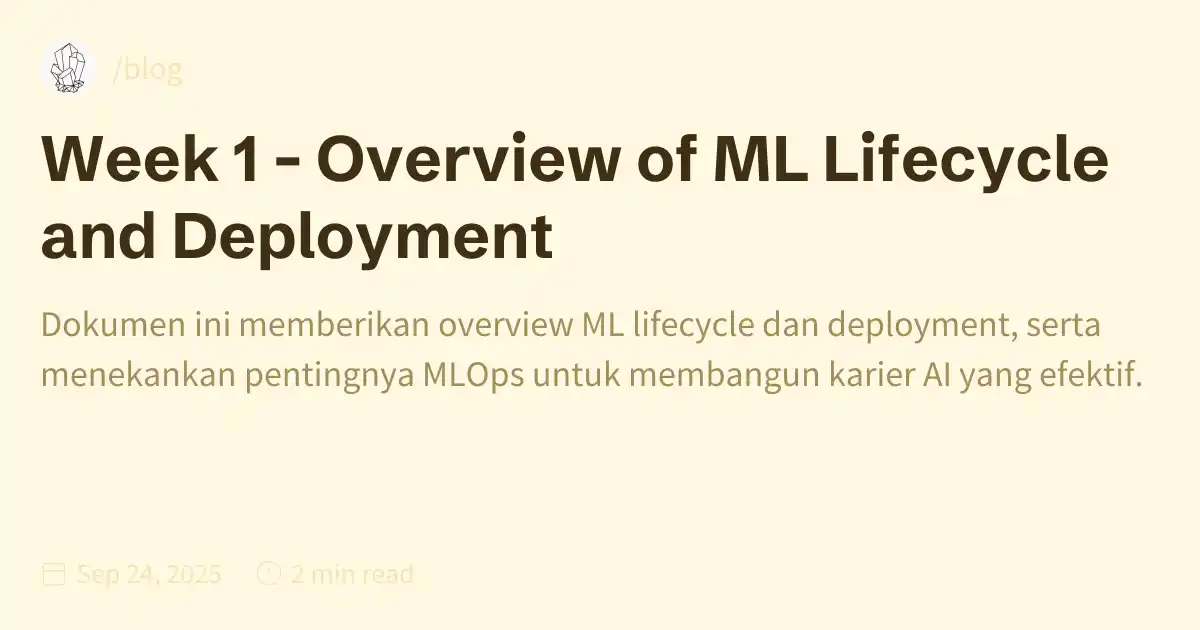 /blog
Week 1 - Overview of ML Lifecycle
and Deployment
Dokumen ini memberikan overview ML lifecycle dan deployment, serta
menekankan pentingnya MLOps untuk membangun karier AI yang efektif.
Sep 24, 2025 2 min read